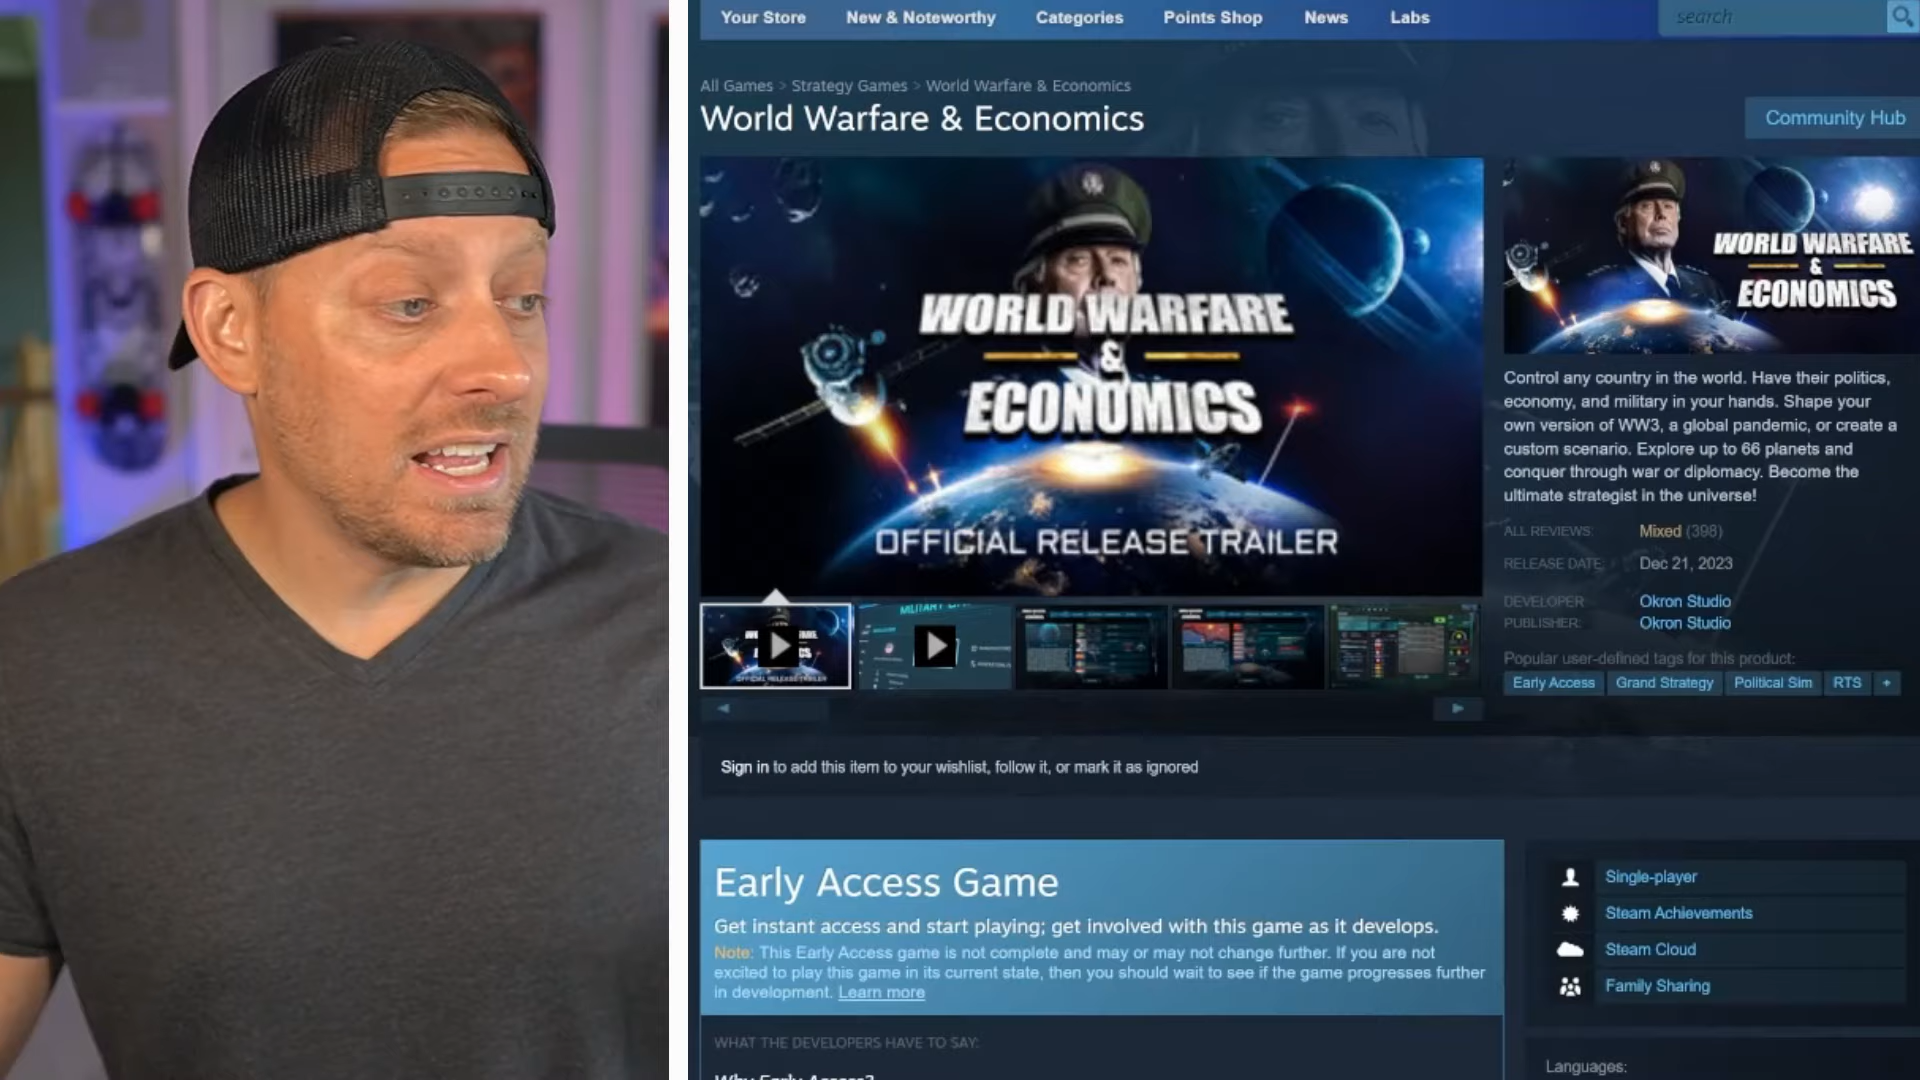 Your Store New & Noteworthy Categories Points Shop News Labs search
All Games > Strategy Games > World Warfare & Economics
World Warfare & Economics
Community Hub
WORLD WARFARE
&
ECONOMICS
OFFICIAL RELEASE TRAILER
WORLD WARFARE
&
ECONOMICS
Control any country in the world. Have their politics,
economy, and military in your hands. Shape your
own version of WW3, a global pandemic, or create a
custom scenario. Explore up to 66 planets and
conquer through war or diplomacy. Become the
ultimate strategist in the universe!
ALL REVIEWS: Mixed (398)
RELEASE DATE: Dec 21, 2023
DEVELOPER: Okron Studio
PUBLISHER: Okron Studio
Popular user-defined tags for this product:
Early Access Grand Strategy Political Sim RTS +
OFFICIAL RELEASE TRAILER
Sign in to add this item to your wishlist, follow it, or mark it as ignored
Early Access Game
Get instant access and start playing; get involved with this game as it develops.
Note: This Early Access game is not complete and may or may not change further. If you are not
excited to play this game in its current state, then you should wait to see if the game progresses further
in development. Learn more
WHAT THE DEVELOPERS HAVE TO SAY:
Why Early Access?
Single-player
Steam Achievements
Steam Cloud
Family Sharing
Languages: